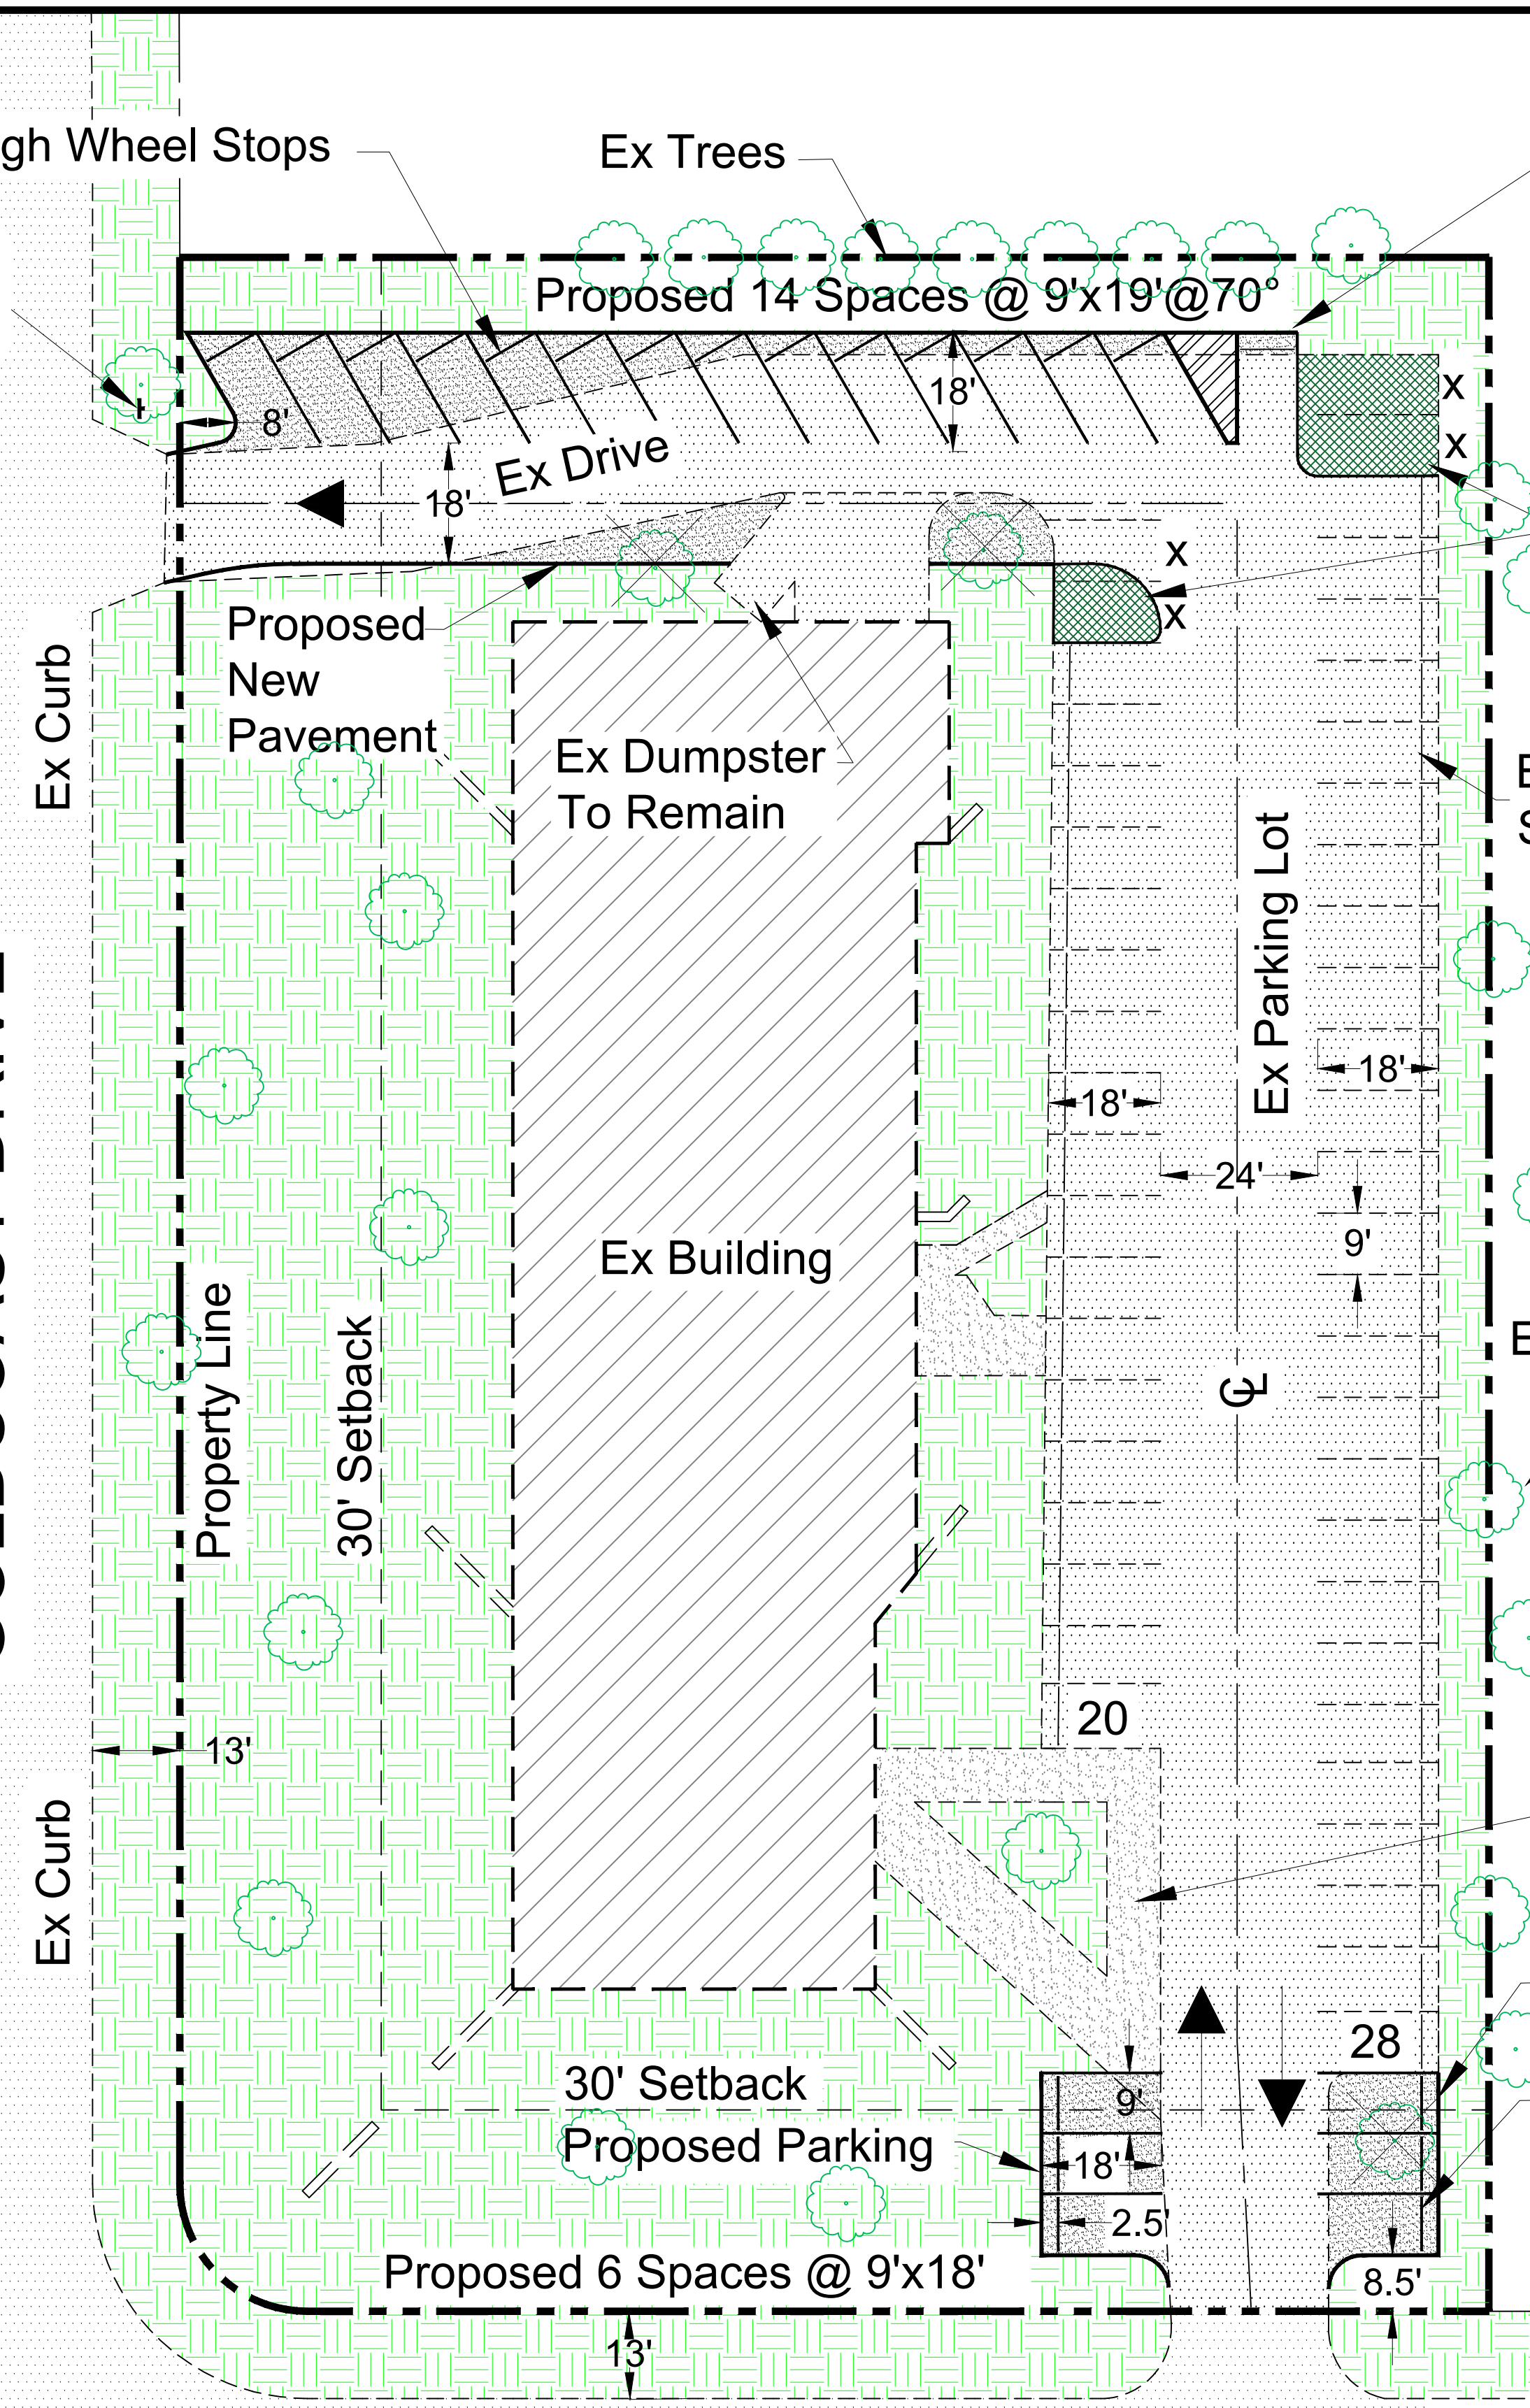 gh Wheel Stops
Ex Trees
Proposed 14 Spaces @ 9'x19'@70°
18'
x
8'
x
Ex Drive
18'
x
x
Proposed
New
Pavement
Ex Curb
Ex Dumpster
To Remain
Ex Parking Lot
18'
18'
24'
9'
Ex Building
Property Line
30' Setback
CL
20
13'
Ex Curb
28
30' Setback
9'
Proposed Parking
18'
2.5'
Proposed 6 Spaces @ 9'x18'
8.5'
13'